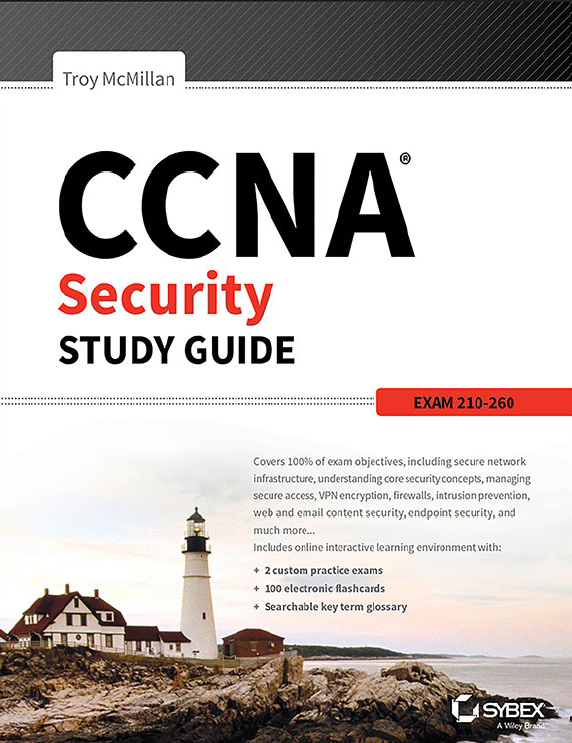 Troy McMillan
CCNA®
Security
STUDY GUIDE
EXAM 210-260
Covers 100% of exam objectives, including secure network
infrastructure, understanding core security concepts, managing
secure access, VPN encryption, firewalls, intrusion prevention,
web and email content security, endpoint security, and
much more...
Includes online interactive learning environment with:
+ 2 custom practice exams
+ 100 electronic flashcards
+ Searchable key term glossary
SYBEX
A Wiley Brand